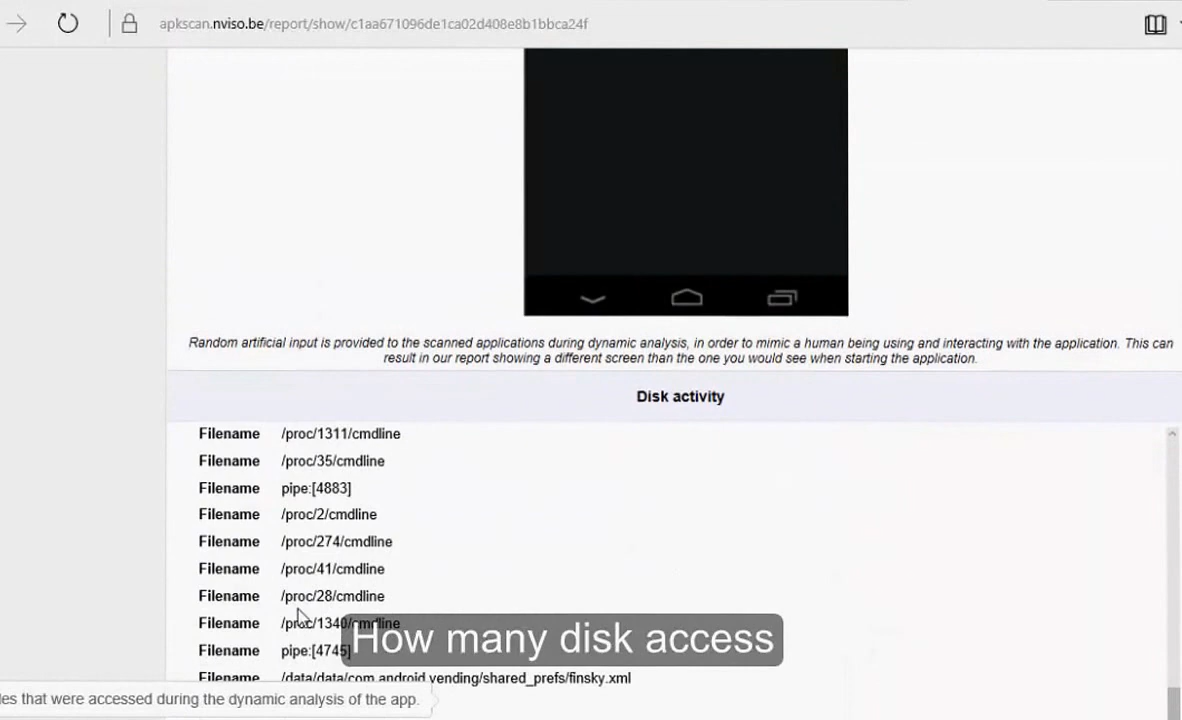 apkscan.nviso.be/report/show/c1aa671096de1ca02d408e8b1bbca24f
Random artificial input is provided to the scanned applications during dynamic analysis, in order to mimic a human being using and interacting with the application. This can
result in our report showing a different screen than the one you would see when starting the application.
Disk activity
Filename /proc/1311/cmdline
Filename /proc/35/cmdline
Filename pipe:[4883]
Filename /proc/2/cmdline
Filename /proc/274/cmdline
Filename /proc/41/cmdline
Filename /proc/28/cmdline
Filename /proc/1340/cmdline
How many disk access
Filename pipe:[4745]
Filename /data/data/com.android.vending/shared_prefs/finsky.xml
les that were accessed during the dynamic analysis of the app.